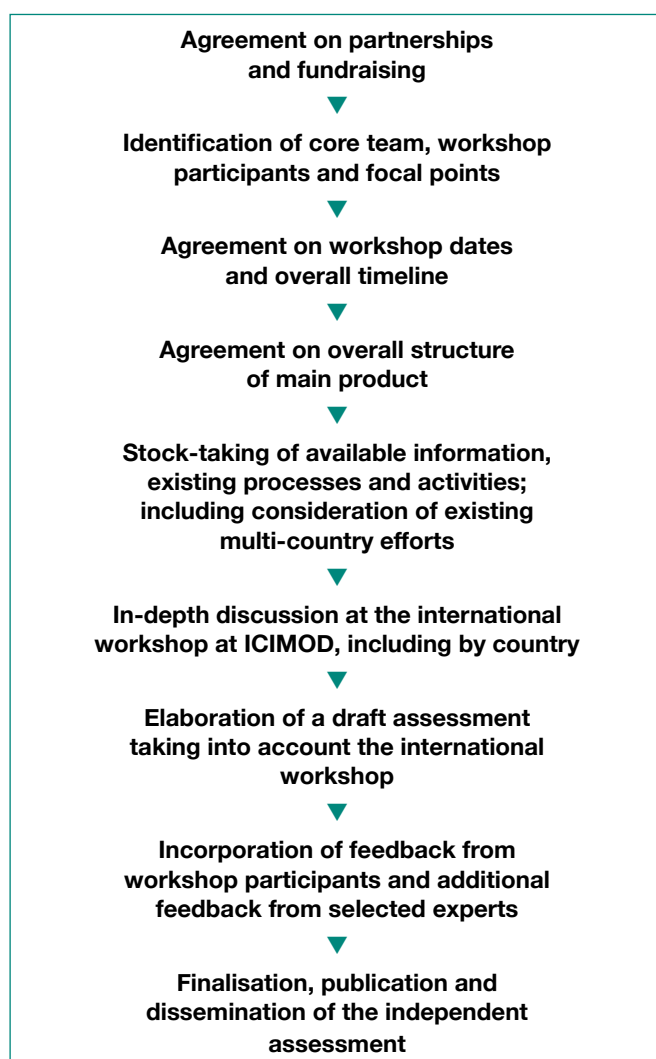 Agreement on partnerships
and fundraising
Identification of core team, workshop
participants and focal points
Agreement on workshop dates
and overall timeline
Agreement on overall structure
of main product
Stock-taking of available information,
existing processes and activities;
including consideration of existing
multi-country efforts
In-depth discussion at the international
workshop at ICIMOD, including by country
Elaboration of a draft assessment
taking into account the international
workshop
Incorporation of feedback from
workshop participants and additional
feedback from selected experts
Finalisation, publication and
dissemination of the independent
assessment